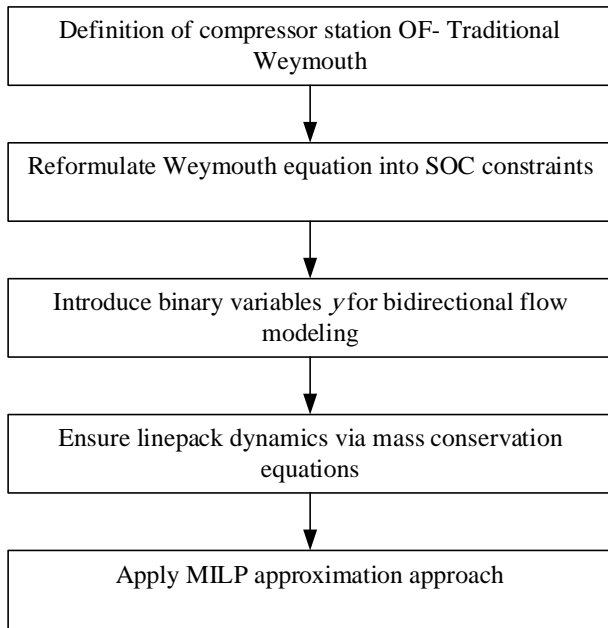 Definition of compressor station OF- Traditional
Weymouth
Reformulate Weymouth equation into SOC constraints
Introduce binary variables y for bidirectional flow
modeling
Ensure linepack dynamics via mass conservation
equations
Apply MILP approximation approach